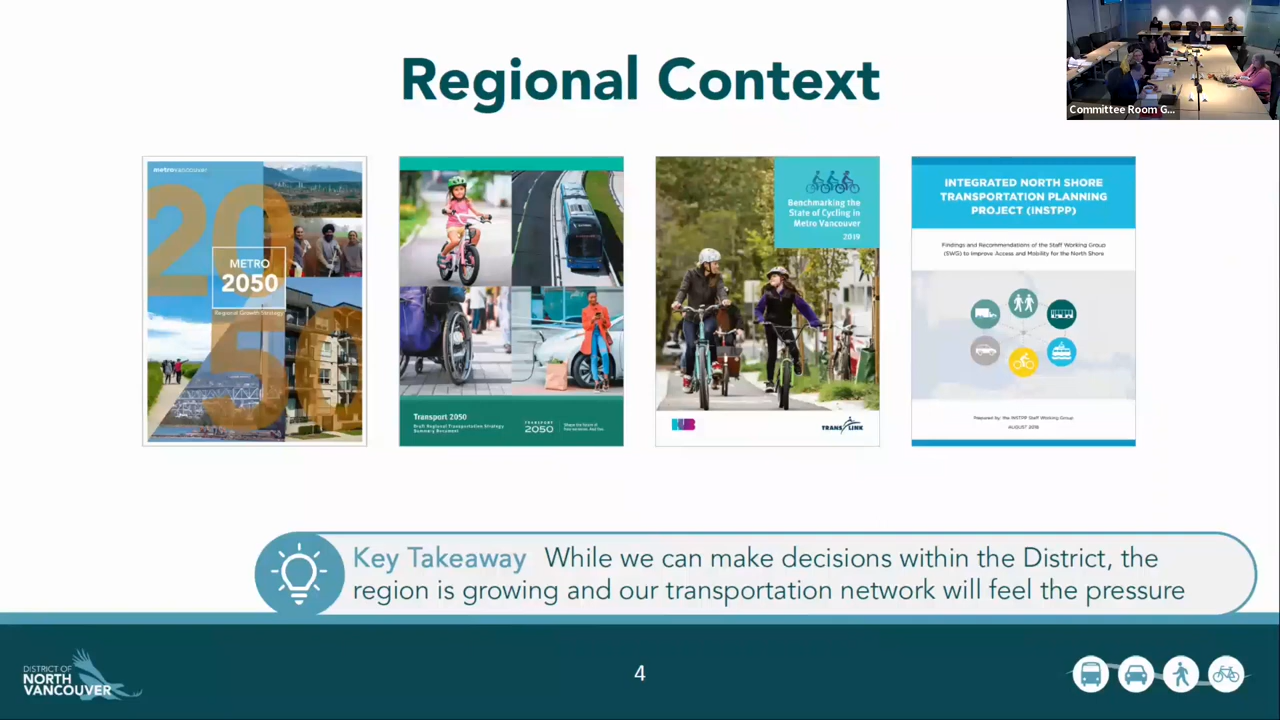 Regional Context
Committee Room G...
metrovancouver
2050
METRO
2050
Regional Growth Strategy
Transport 2050
Draft Regional Transportation Strategy
Summary Document
TRANSPORT
2050
Benchmarking the
State of Cycling in
Metro Vancouver
2019
HUB
TRANSLINK
INTEGRATED NORTH SHORE
TRANSPORTATION PLANNING
PROJECT (INSTPP)
Findings and Recommendations of the Staff Working Group
(SWG) to Improve Access and Mobility for the North Shore
Prepared by: the INSTPP Staff Working Group
AUGUST 2018
Key Takeaway While we can make decisions within the District, the
region is growing and our transportation network will feel the pressure
DISTRICT OF
NORTH
VANCOUVER
4